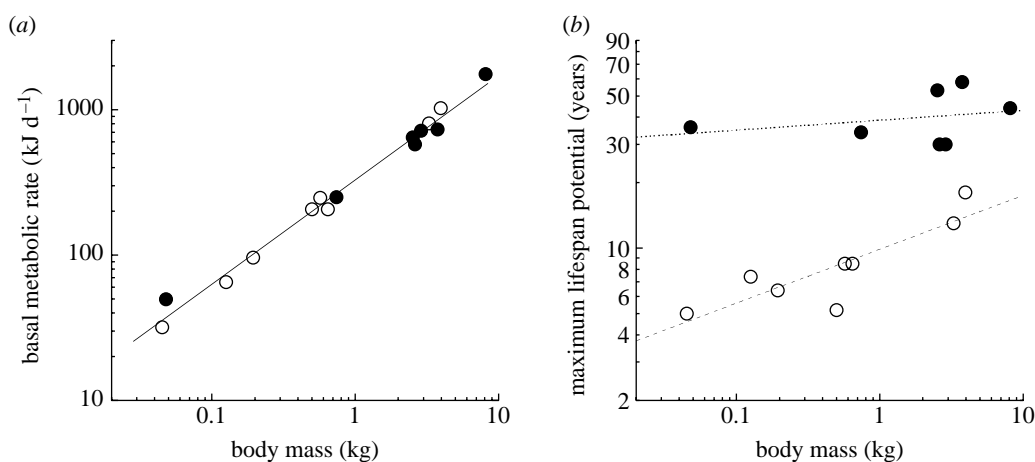 (a)
basal metabolic rate (kJ d⁻¹)
1000
100
10
0.1 1 10
body mass (kg)
(b)
maximum lifespan potential (years)
90
70
50
30
10
8
6
4
2
0.1 1 10
body mass (kg)